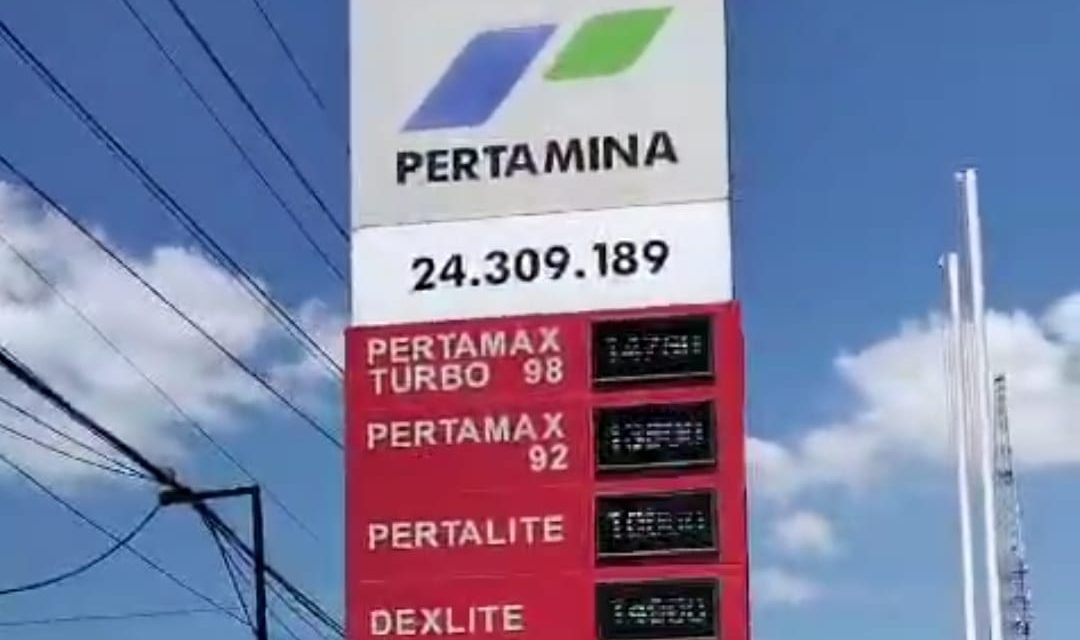 PERTAMINA
24.309.189
PERTAMAX
TURBO 98
PERTAMAX
92
PERTALITE
DEXLITE